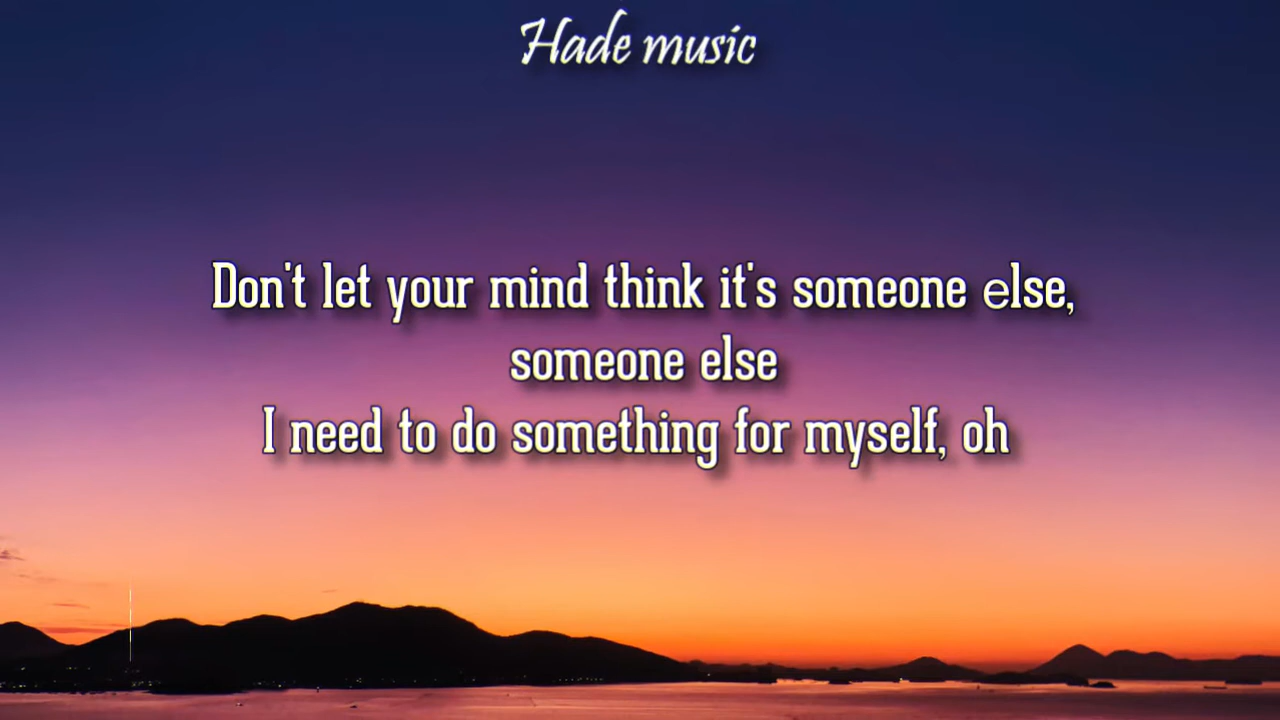 Hade music
Don't let your mind think it's someone else,
someone else
I need to do something for myself, oh